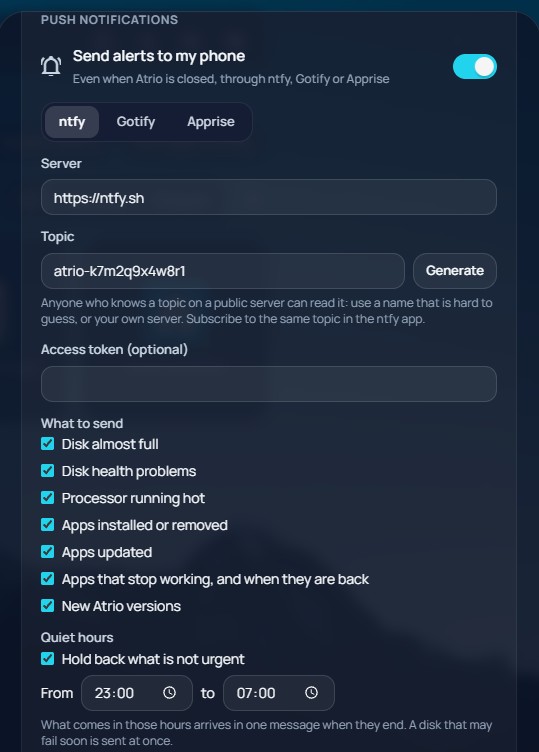 PUSH NOTIFICATIONS
Send alerts to my phone
Even when Atrio is closed, through ntfy, Gotify or Apprise
ntfy Gotify Apprise
Server
https://ntfy.sh
Topic
atrio-k7m2q9x4w8r1 Generate
Anyone who knows a topic on a public server can read it: use a name that is hard to
guess, or your own server. Subscribe to the same topic in the ntfy app.
Access token (optional)
What to send
Disk almost full
Disk health problems
Processor running hot
Apps installed or removed
Apps updated
Apps that stop working, and when they are back
New Atrio versions
Quiet hours
Hold back what is not urgent
From 23:00 to 07:00
What comes in those hours arrives in one message when they end. A disk that may
fail soon is sent at once.